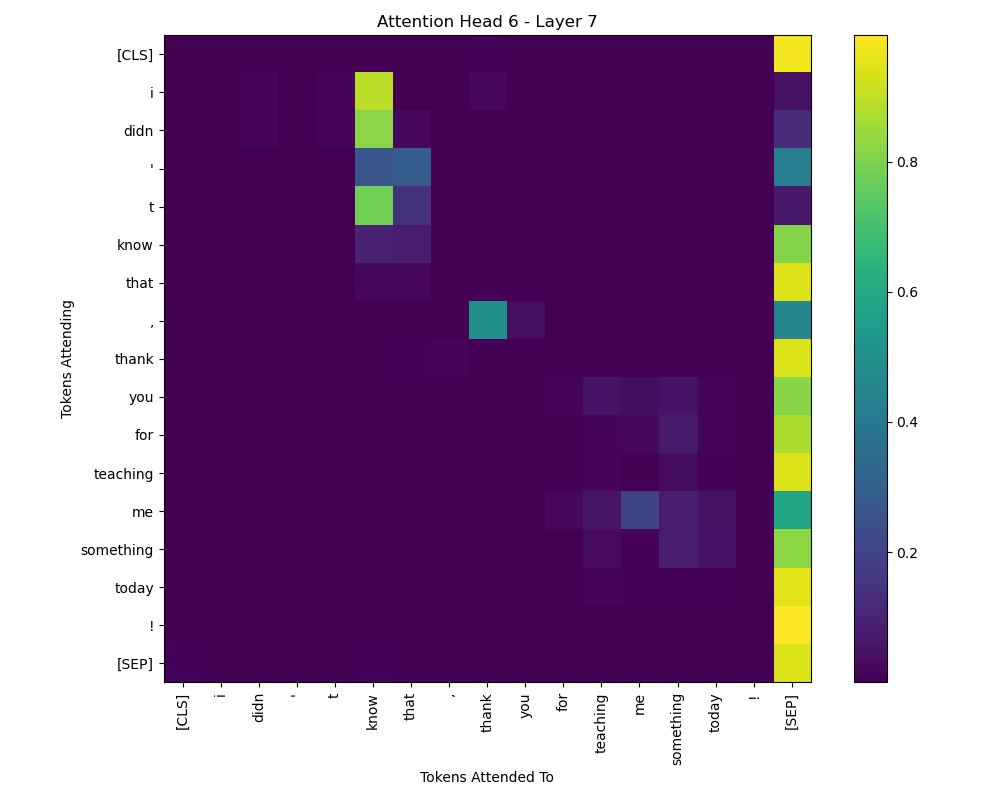 Attention Head 6 - Layer 7
[CLS]
i
didn
'
t
know
that
,
thank
you
for
teaching
me
something
today
!
[SEP]
Tokens Attending
[CLS]
i
didn
'
t
know
that
,
thank
you
for
teaching
me
something
today
!
[SEP]
Tokens Attended To
0.8
0.6
0.4
0.2